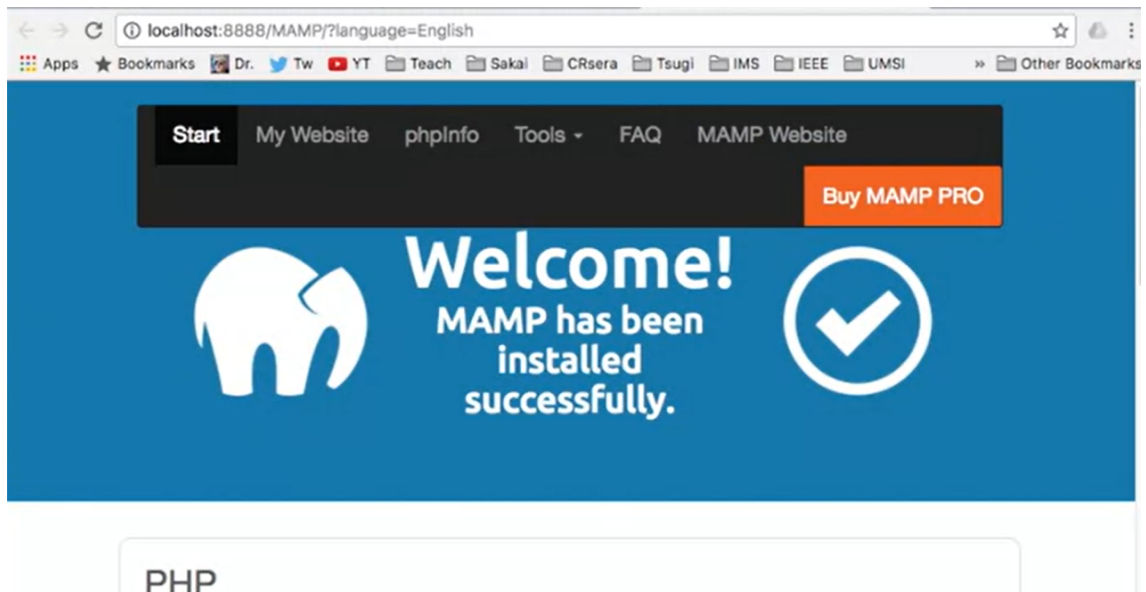 localhost:8888/MAMP/?language=English
Apps Bookmarks Dr. Tw YT Teach Sakai CRsera Tsugi IMS IEEE UMSI » Other Bookmarks
Start My Website phpInfo Tools FAQ MAMP Website
Buy MAMP PRO
Welcome!
MAMP has been
installed
successfully.
PHP